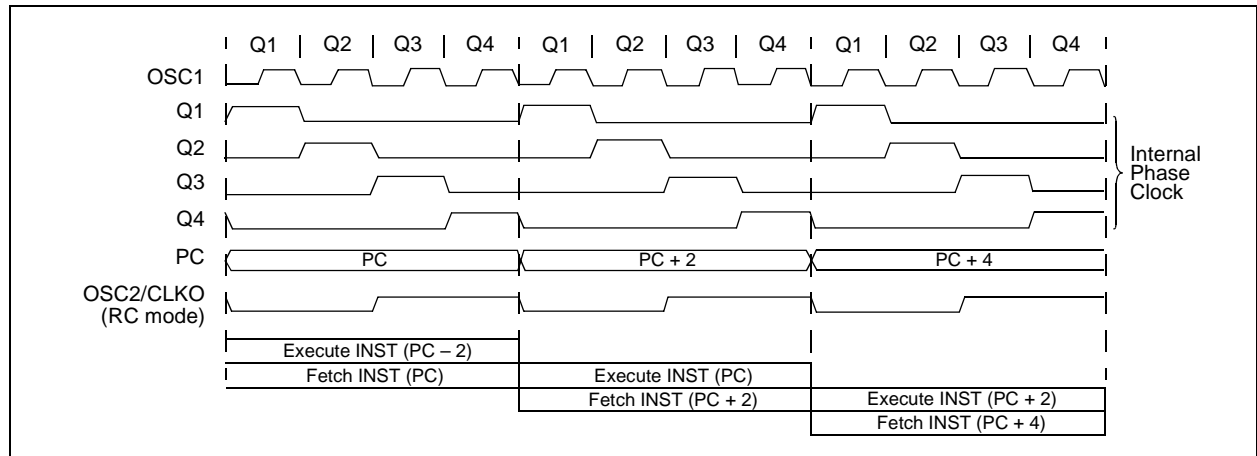 Q1 Q2 Q3 Q4 Q1 Q2 Q3 Q4 Q1 Q2 Q3 Q4
OSC1
Q1
Q2
Q3
Q4
Internal
Phase
Clock
PC
PC PC + 2 PC + 4
OSC2/CLKO
(RC mode)
Execute INST (PC – 2)
Fetch INST (PC) Execute INST (PC)
Fetch INST (PC + 2) Execute INST (PC + 2)
Fetch INST (PC + 4)